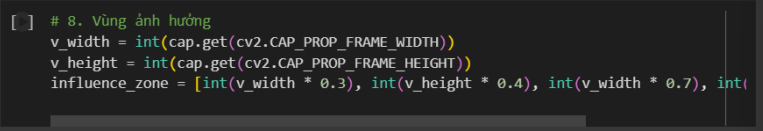 [ ] # 8. Vùng ảnh hưởng
v_width = int(cap.get(cv2.CAP_PROP_FRAME_WIDTH))
v_height = int(cap.get(cv2.CAP_PROP_FRAME_HEIGHT))
influence_zone = [int(v_width * 0.3), int(v_height * 0.4), int(v_width * 0.7), int(